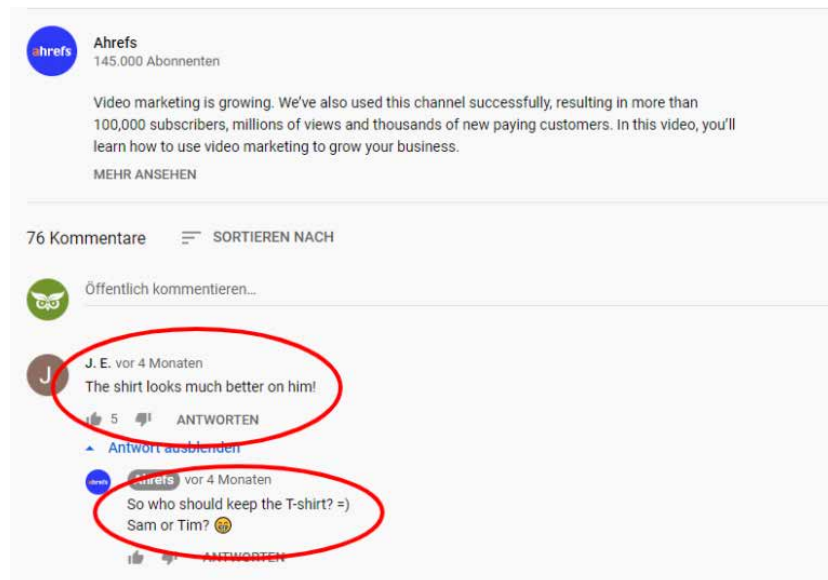 ahrefs
Ahrefs
145.000 Abonnenten
Video marketing is growing. We've also used this channel successfully, resulting in more than
100,000 subscribers, millions of views and thousands of new paying customers. In this video, you'll
learn how to use video marketing to grow your business.
MEHR ANSEHEN
76 Kommentare SORTIEREN NACH
Öffentlich kommentieren...
J
J. E. vor 4 Monaten
The shirt looks much better on him!
5 ANTWORTEN
Antwort ausblenden
ahrefs
Ahrefs vor 4 Monaten
So who should keep the T-shirt? =)
Sam or Tim? 😁
ANTWORTEN